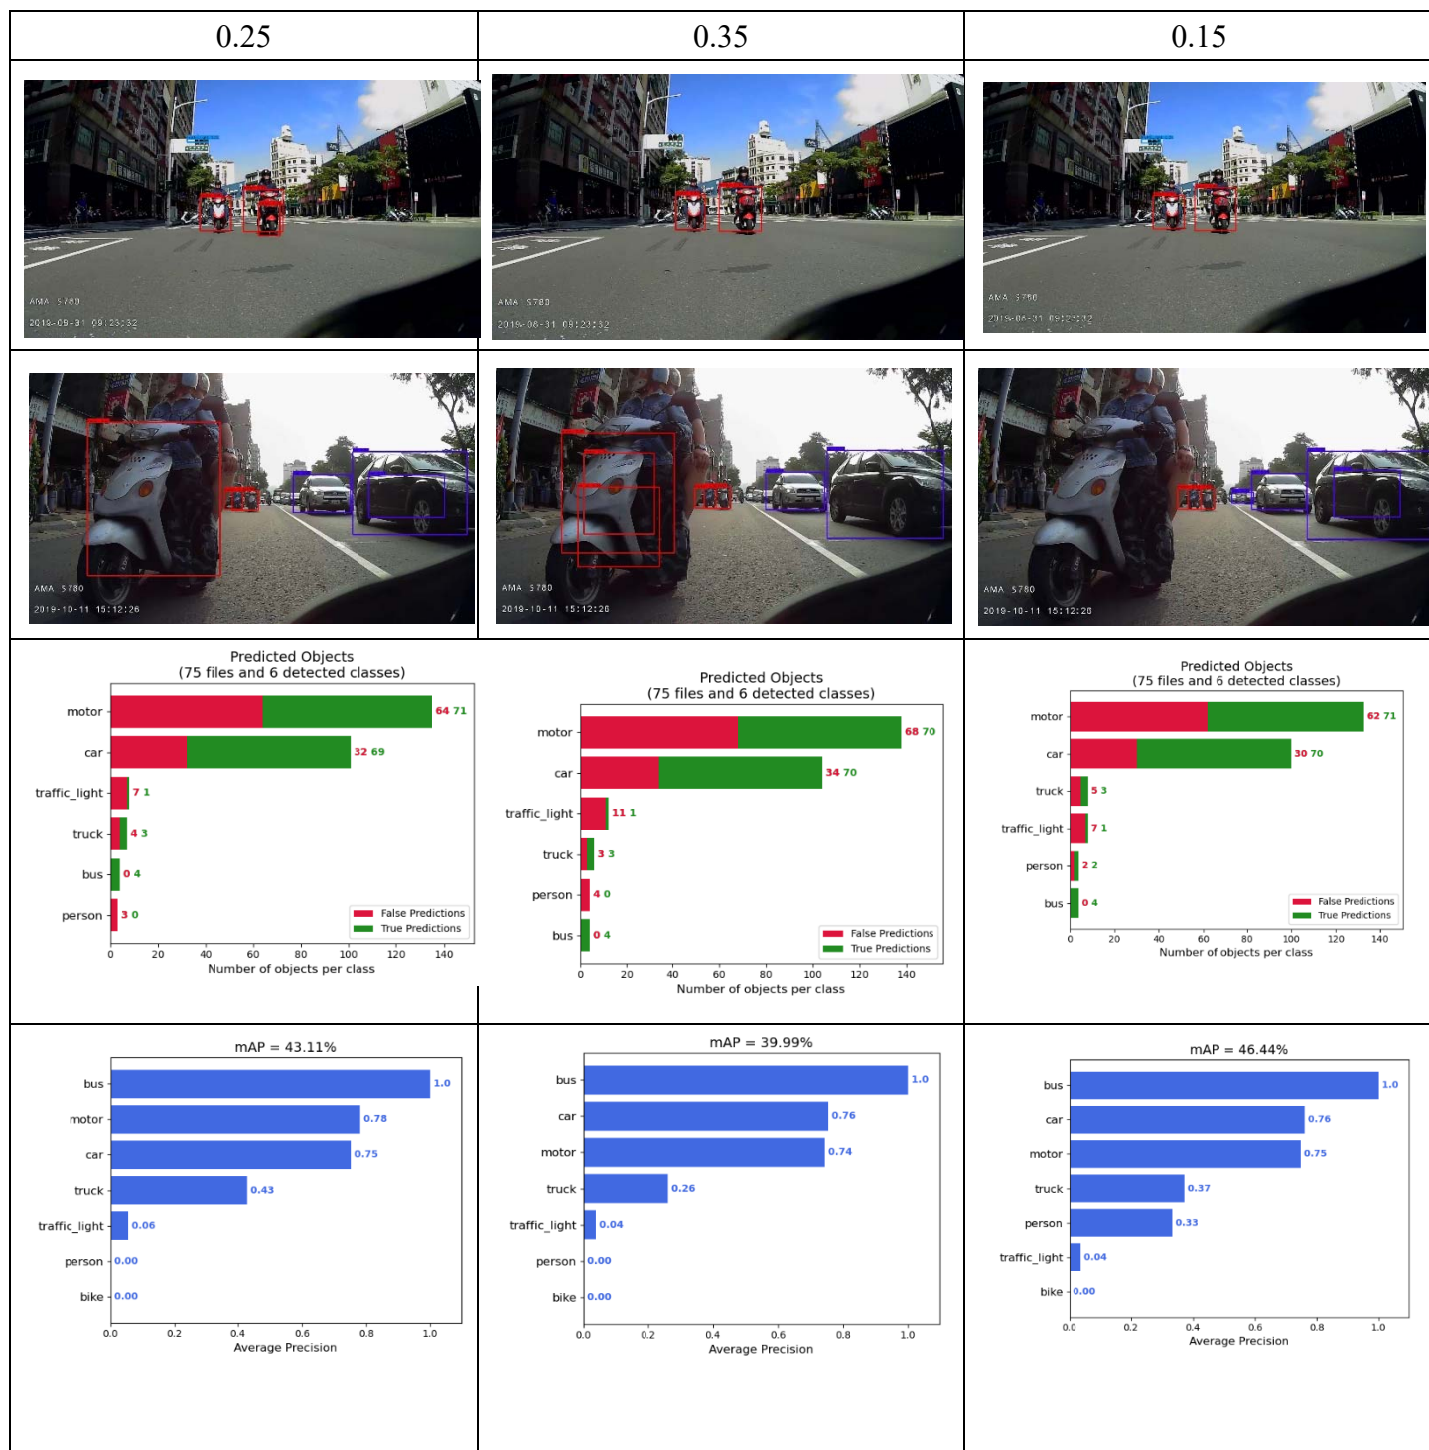 0.25
0.35
0.15
AMA S780
2019-08-31 09:23:32
AMA S780
2019-08-31 09:23:32
AMA S780
2019-08-31 09:23:32
AMA S780
2019-10-11 15:12:26
AMA S780
2019-10-11 15:12:26
AMA S780
2019-10-11 15:12:26
Predicted Objects
(75 files and 6 detected classes)
motor 64 71
car 32 69
traffic_light 7 1
truck 4 3
bus 0 4
person 3 0
False Predictions
True Predictions
0 20 40 60 80 100 120 140
Number of objects per class
Predicted Objects
(75 files and 6 detected classes)
motor 68 70
car 34 70
traffic_light 11 1
truck 3 3
person 4 0
bus 0 4
False Predictions
True Predictions
0 20 40 60 80 100 120 140
Number of objects per class
Predicted Objects
(75 files and 6 detected classes)
motor 62 71
car 30 70
truck 5 3
traffic_light 7 1
person 2 2
bus 0 4
False Predictions
True Predictions
0 20 40 60 80 100 120 140
Number of objects per class
mAP = 43.11%
bus 1.0
motor 0.78
car 0.75
truck 0.43
traffic_light 0.06
person 0.00
bike 0.00
0.0 0.2 0.4 0.6 0.8 1.0
Average Precision
mAP = 39.99%
bus 1.0
car 0.76
motor 0.74
truck 0.26
traffic_light 0.04
person 0.00
bike 0.00
0.0 0.2 0.4 0.6 0.8 1.0
Average Precision
mAP = 46.44%
bus 1.0
car 0.76
motor 0.75
truck 0.37
person 0.33
traffic_light 0.04
bike 0.00
0.0 0.2 0.4 0.6 0.8 1.0
Average Precision